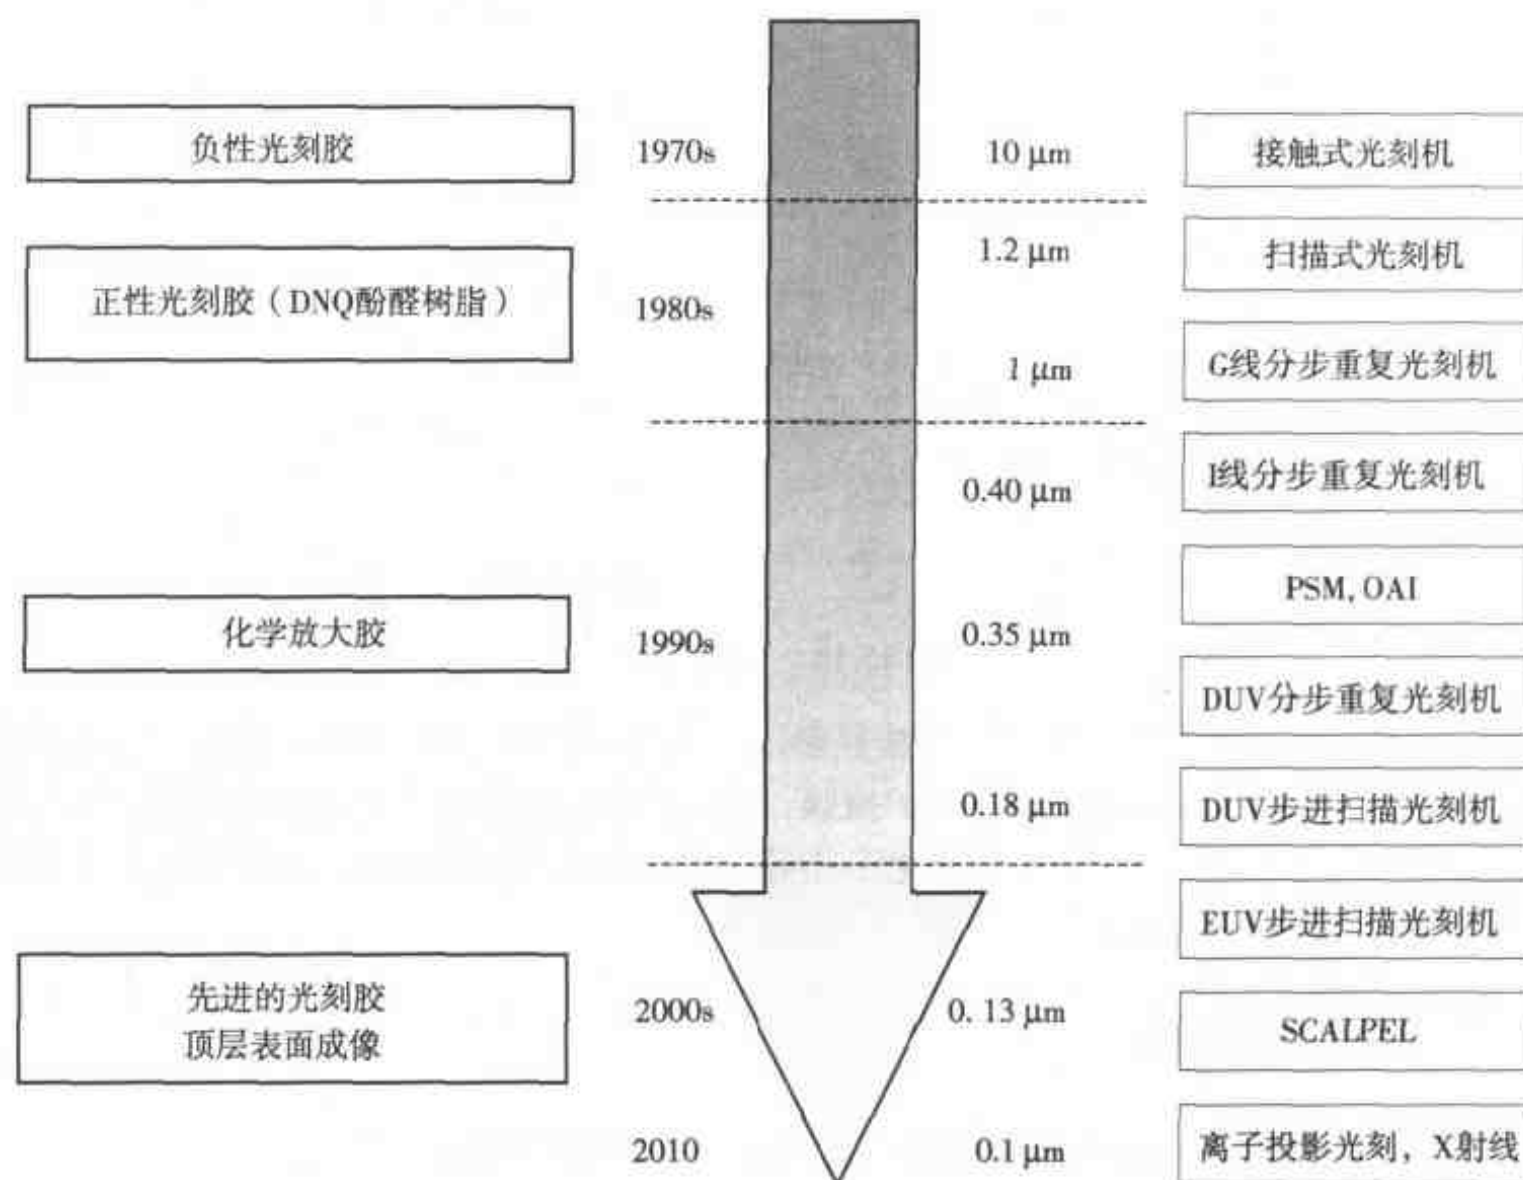 负性光刻胶
1970s
10 μm
接触式光刻机
1.2 μm
扫描式光刻机
正性光刻胶（DNQ酚醛树脂）
1980s
1 μm
G线分步重复光刻机
0.40 μm
I线分步重复光刻机
PSM, OAI
化学放大胶
1990s
0.35 μm
DUV分步重复光刻机
0.18 μm
DUV步进扫描光刻机
EUV步进扫描光刻机
先进的光刻胶
顶层表面成像
2000s
0. 13 μm
SCALPEL
2010
0.1 μm
离子投影光刻，X射线